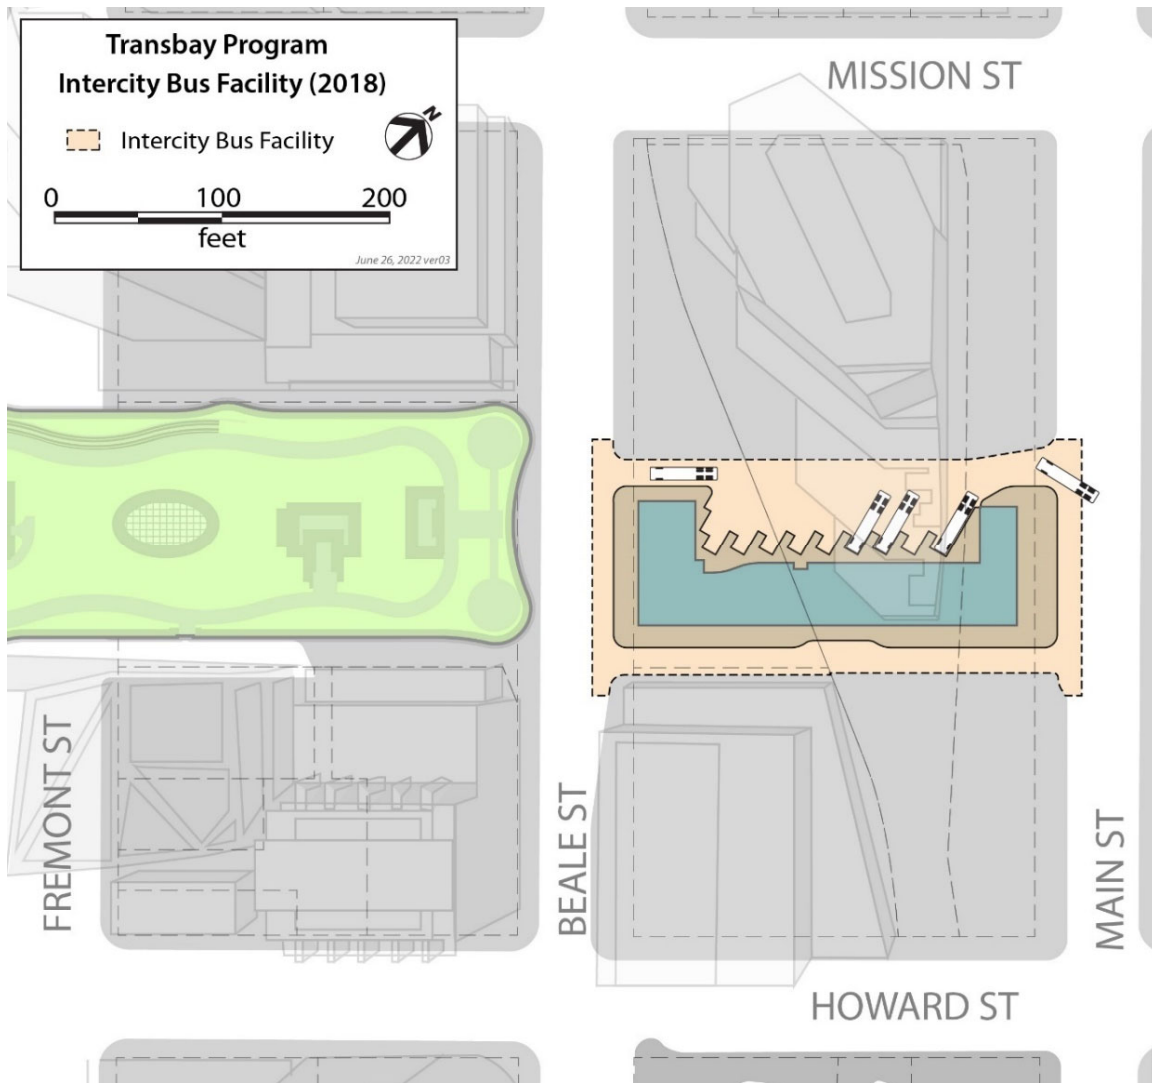 Transbay Program
Intercity Bus Facility (2018)
Intercity Bus Facility
N
0 100 200
feet
June 26, 2022 ver03
MISSION ST
FREMONT ST
BEALE ST
MAIN ST
HOWARD ST